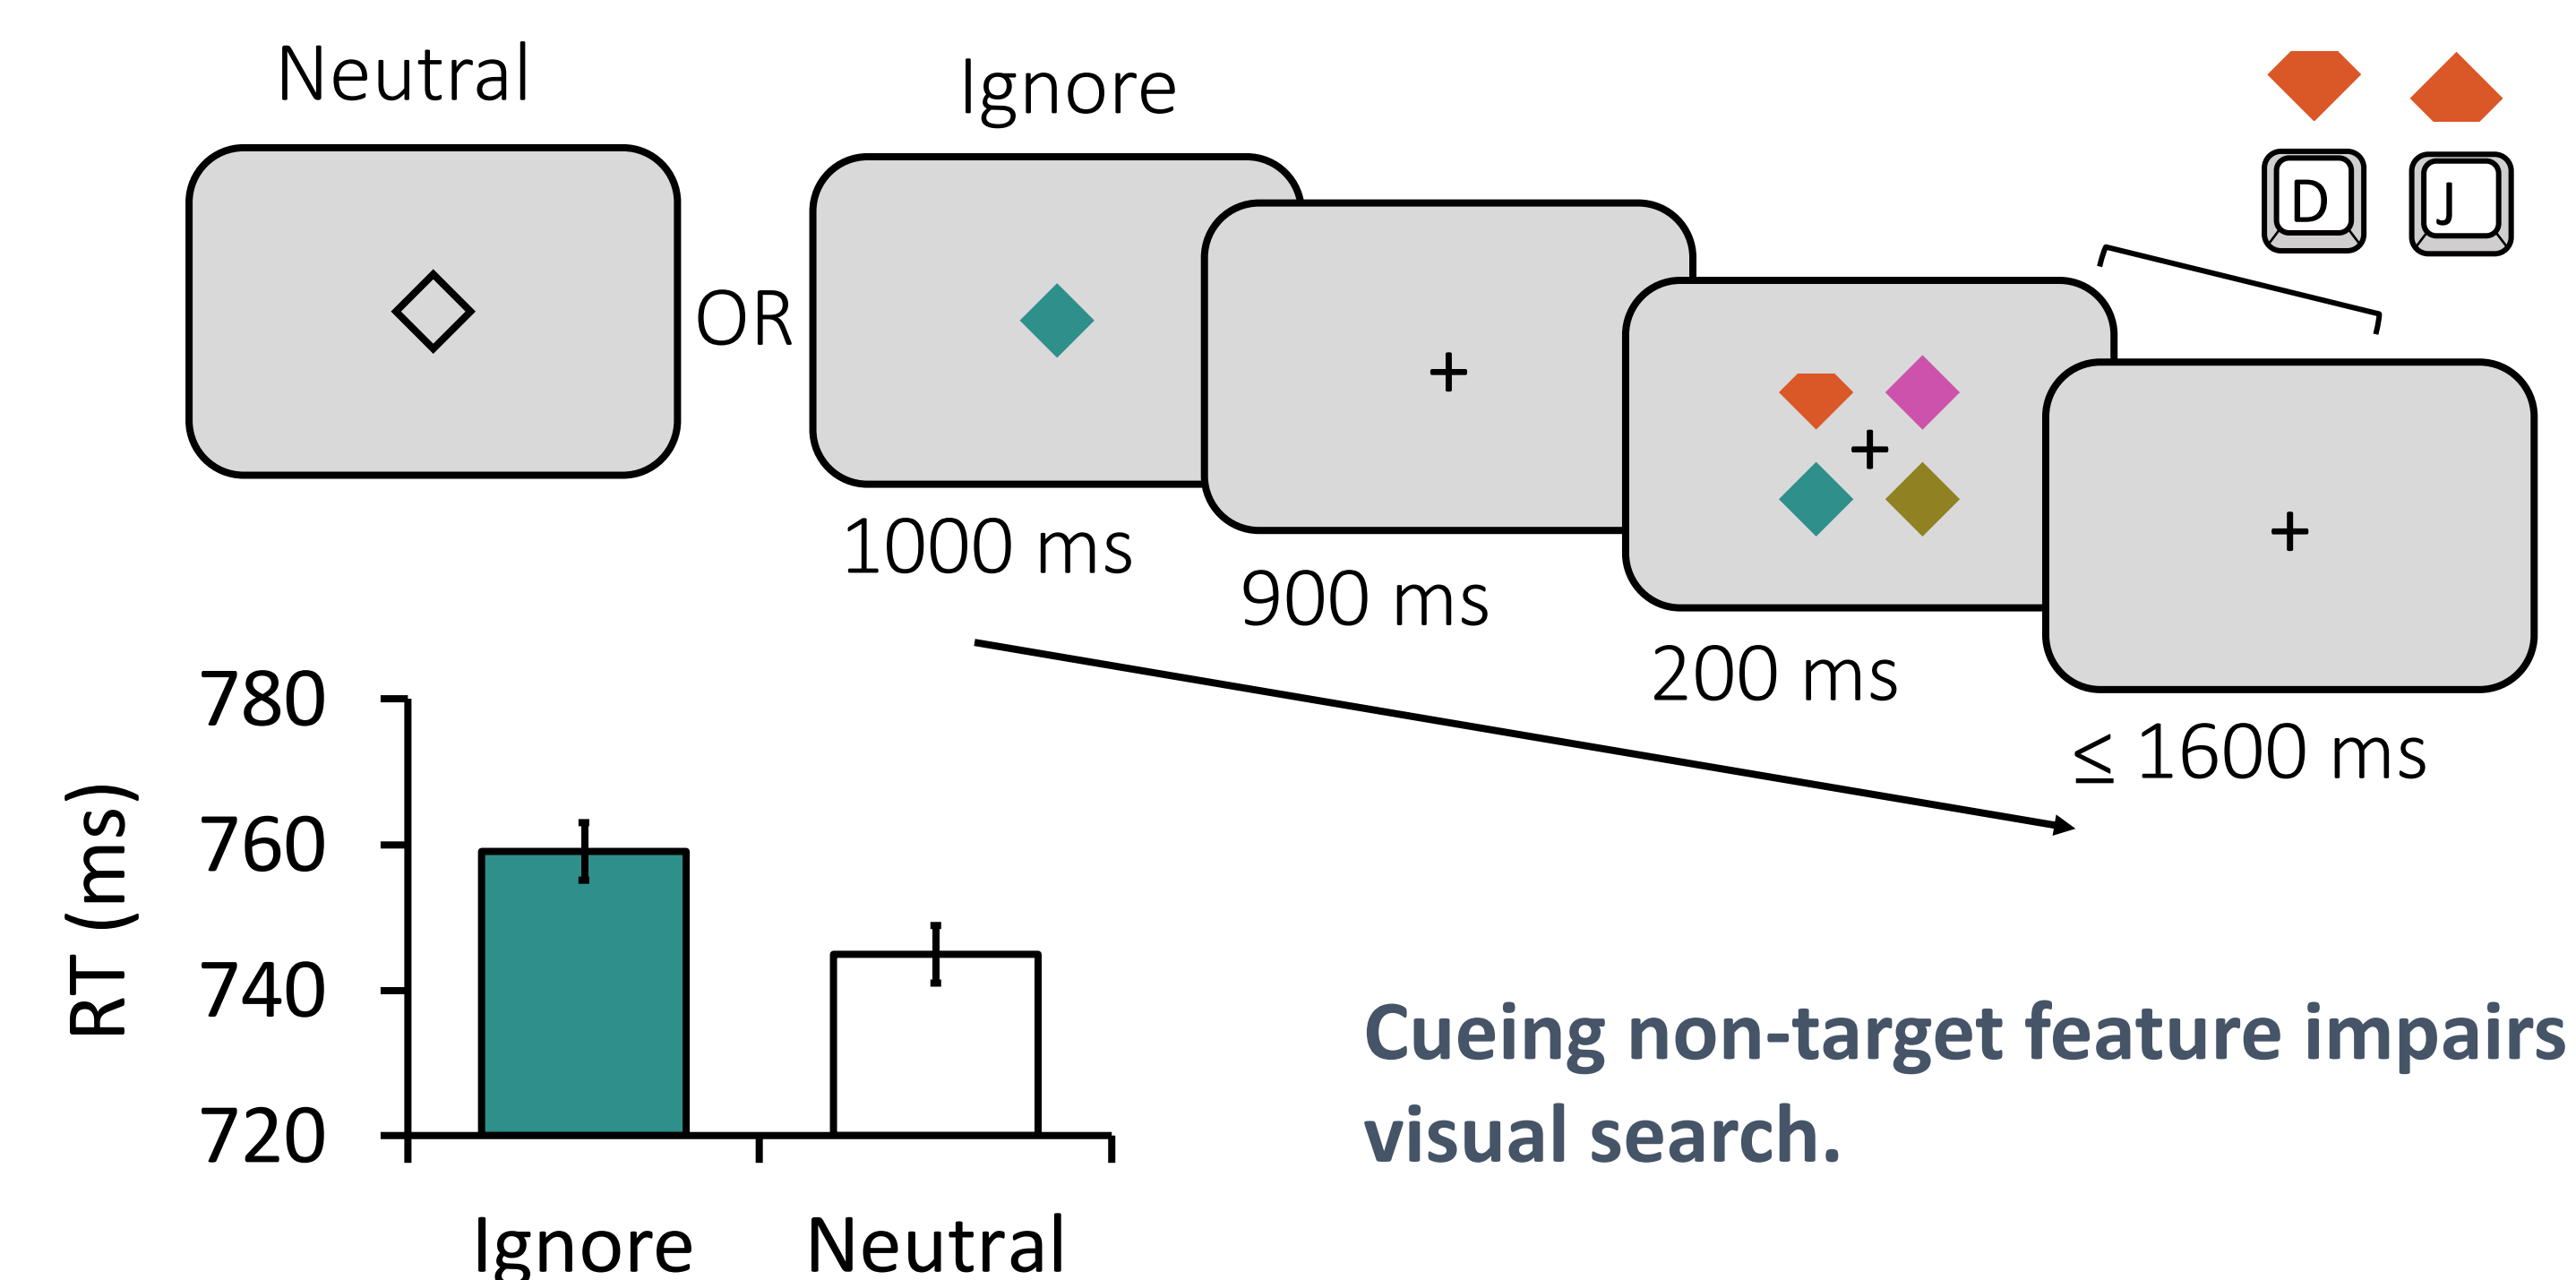 Neutral
Ignore
OR
D
J
1000 ms
900 ms
200 ms
≤ 1600 ms
780
760
740
720
RT (ms)
Ignore
Neutral
Cueing non-target feature impairs
visual search.